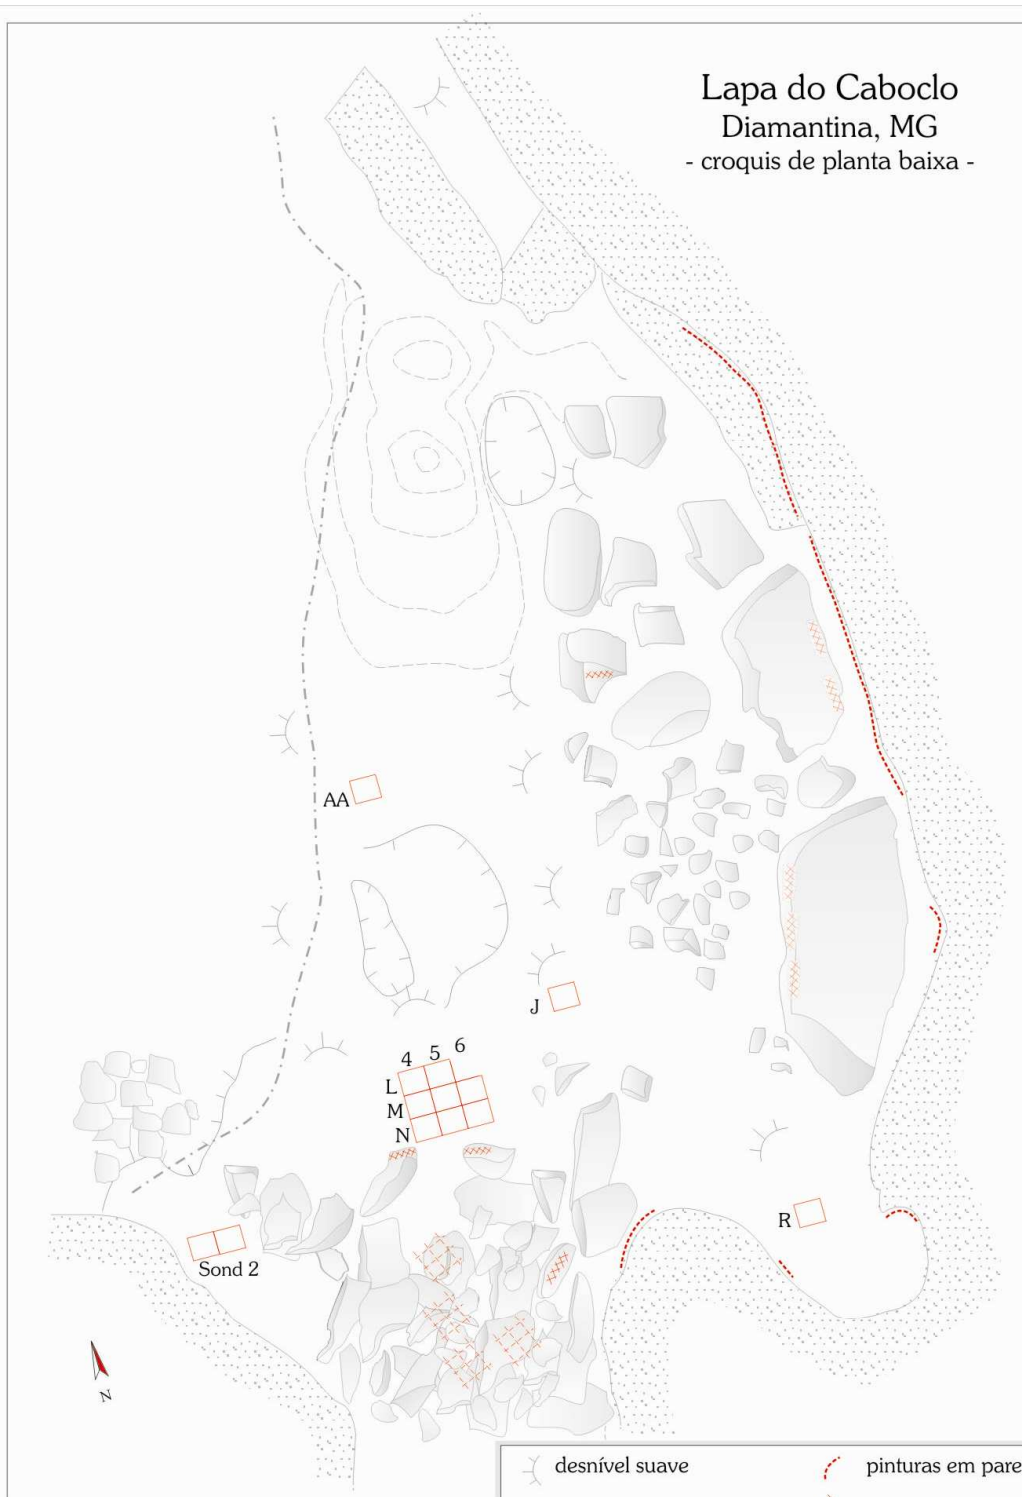 Lapa do Caboclo
Diamantina, MG
- croquis de planta baixa -
AA
J
4 5 6
L
M
N
R
Sond 2
N
desnível suave
pinturas em pare